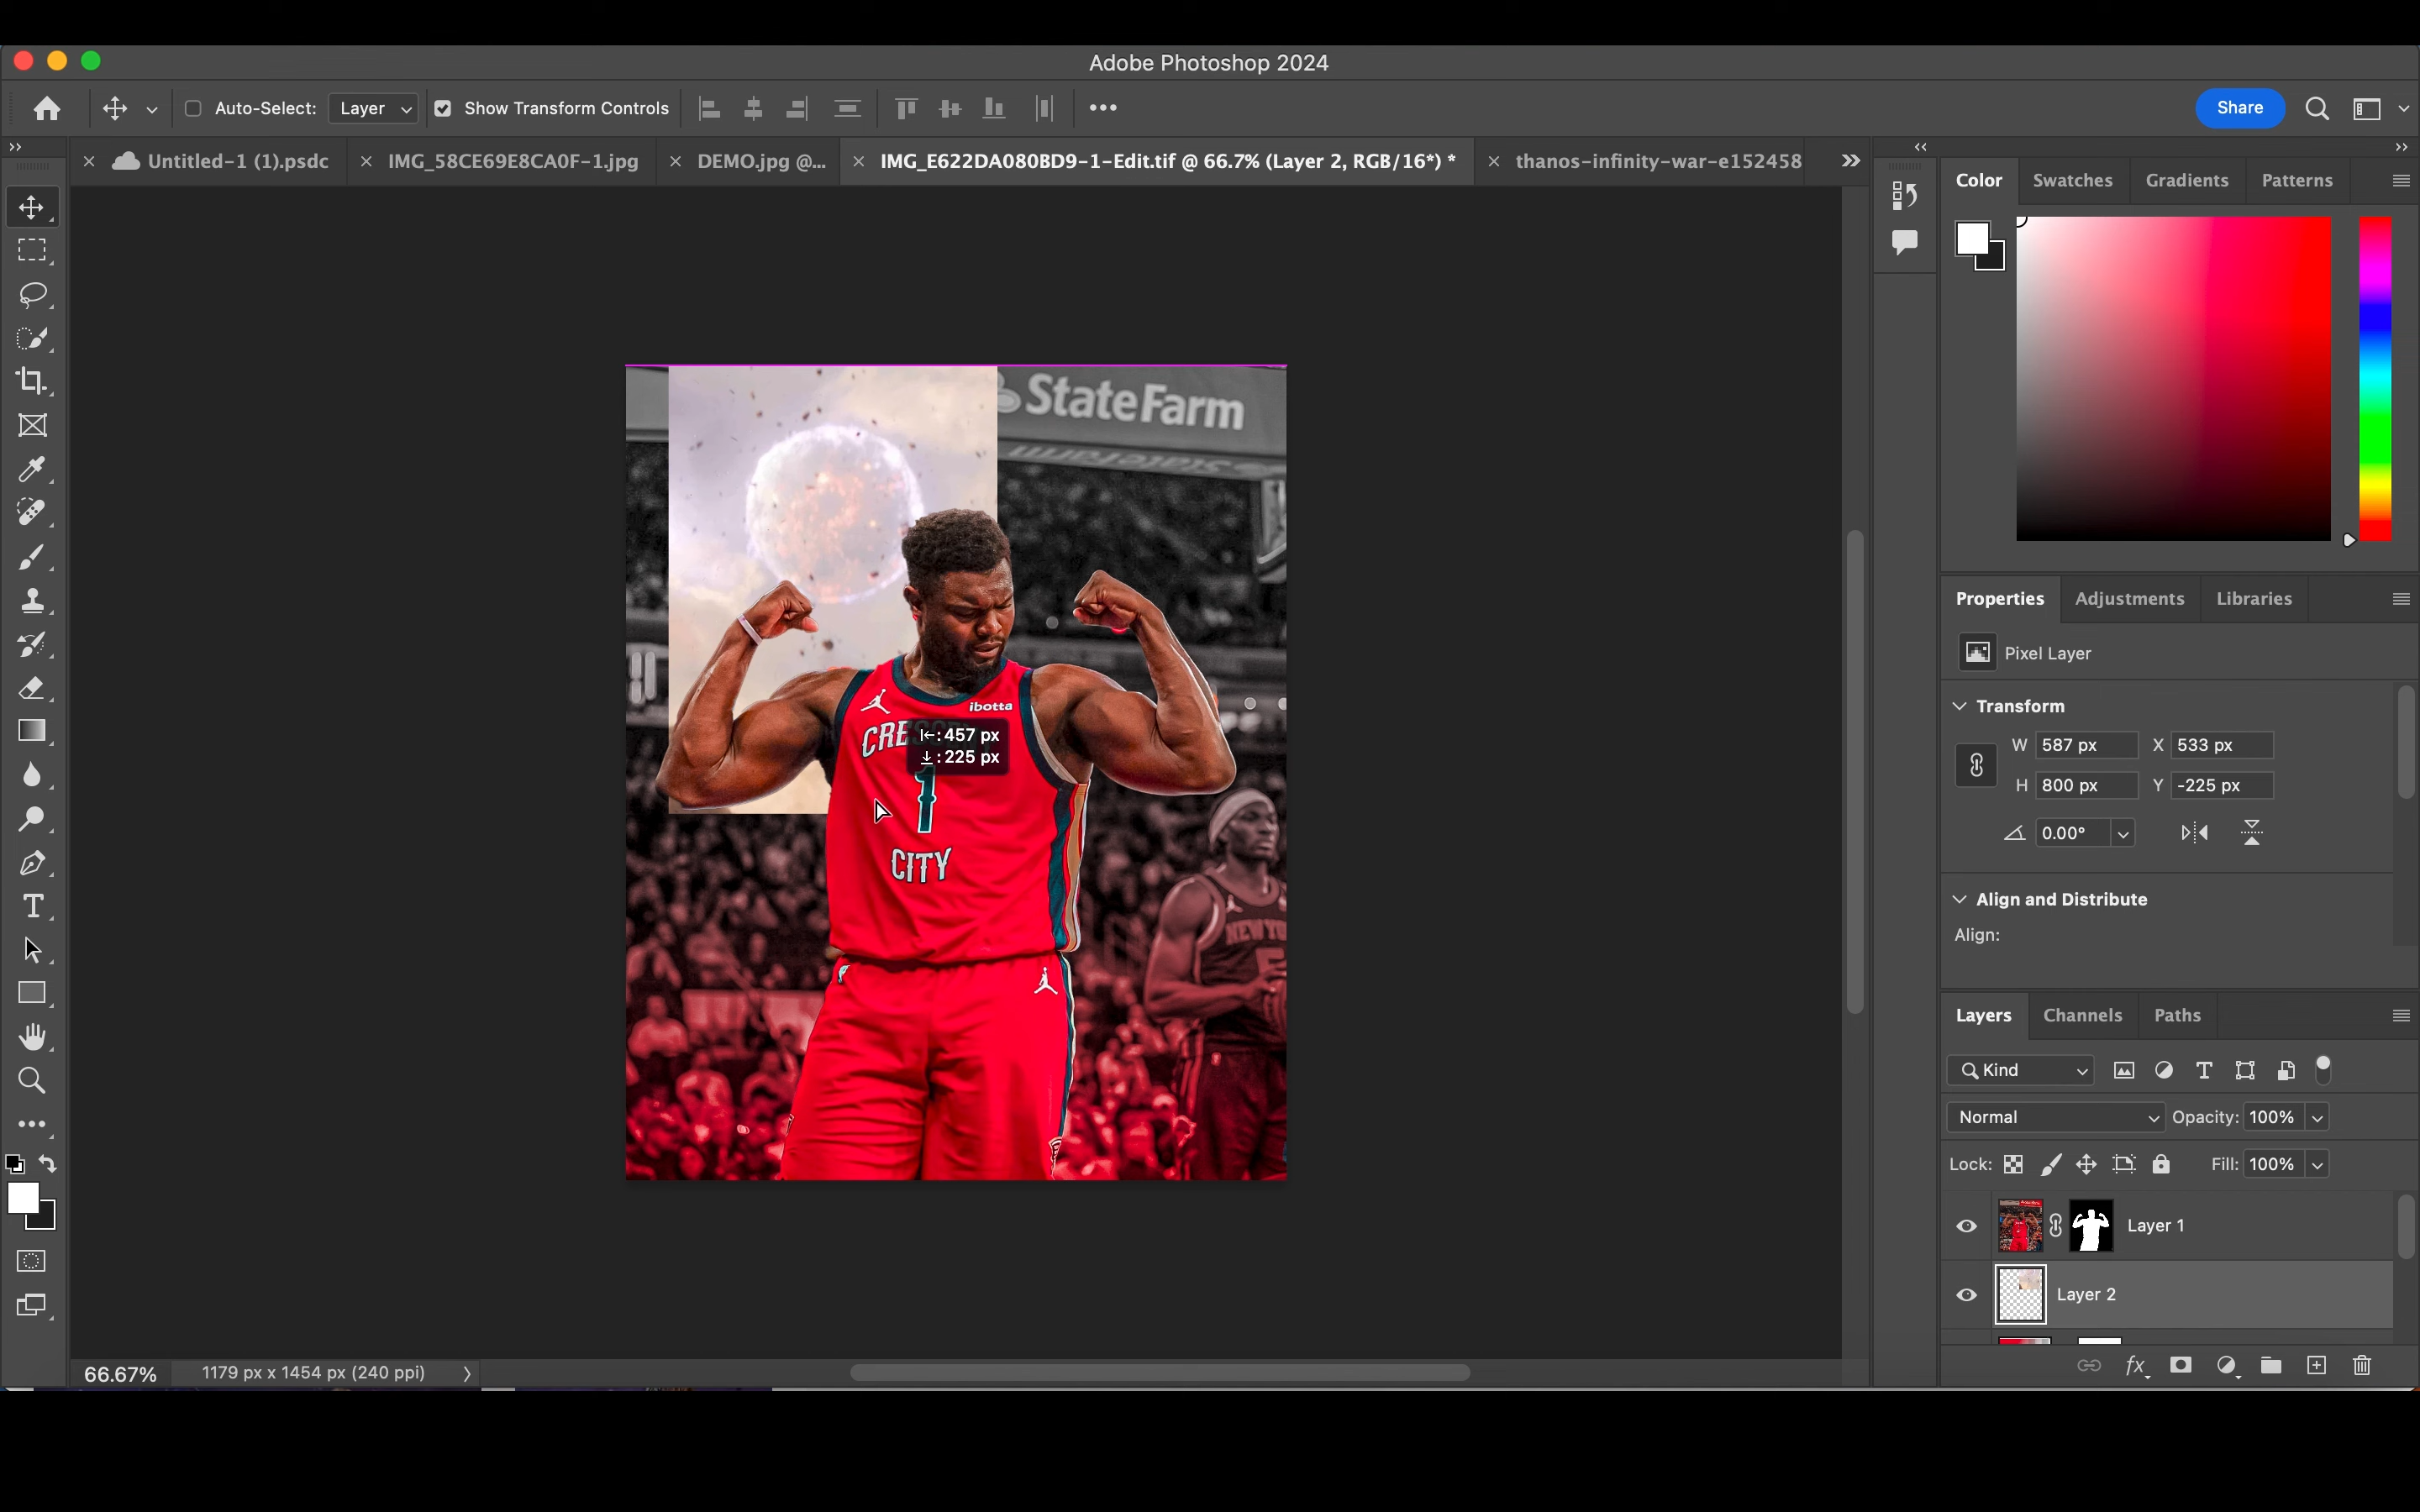 Adobe Photoshop 2024
Auto-Select:
Layer
Show Transform Controls
Share
Untitled-1 (1).psdc
IMG_58CE69E8CA0F-1.jpg
DEMO.jpg @...
IMG_E622DA080BD9-1-Edit.tif @ 66.7% (Layer 2, RGB/16*) *
thanos-infinity-war-e152458
Color
Swatches
Gradients
Patterns
StateFarm
ibotta
457 px
225 px
1
CITY
NEW YO
Properties
Adjustments
Libraries
Pixel Layer
Transform
W 587 px
X 533 px
H 800 px
Y -225 px
0.00°
Align and Distribute
Align:
Layers
Channels
Paths
Kind
Normal
Opacity: 100%
Lock:
Fill: 100%
Layer 1
Layer 2
fx
66.67%
1179 px x 1454 px (240 ppi)